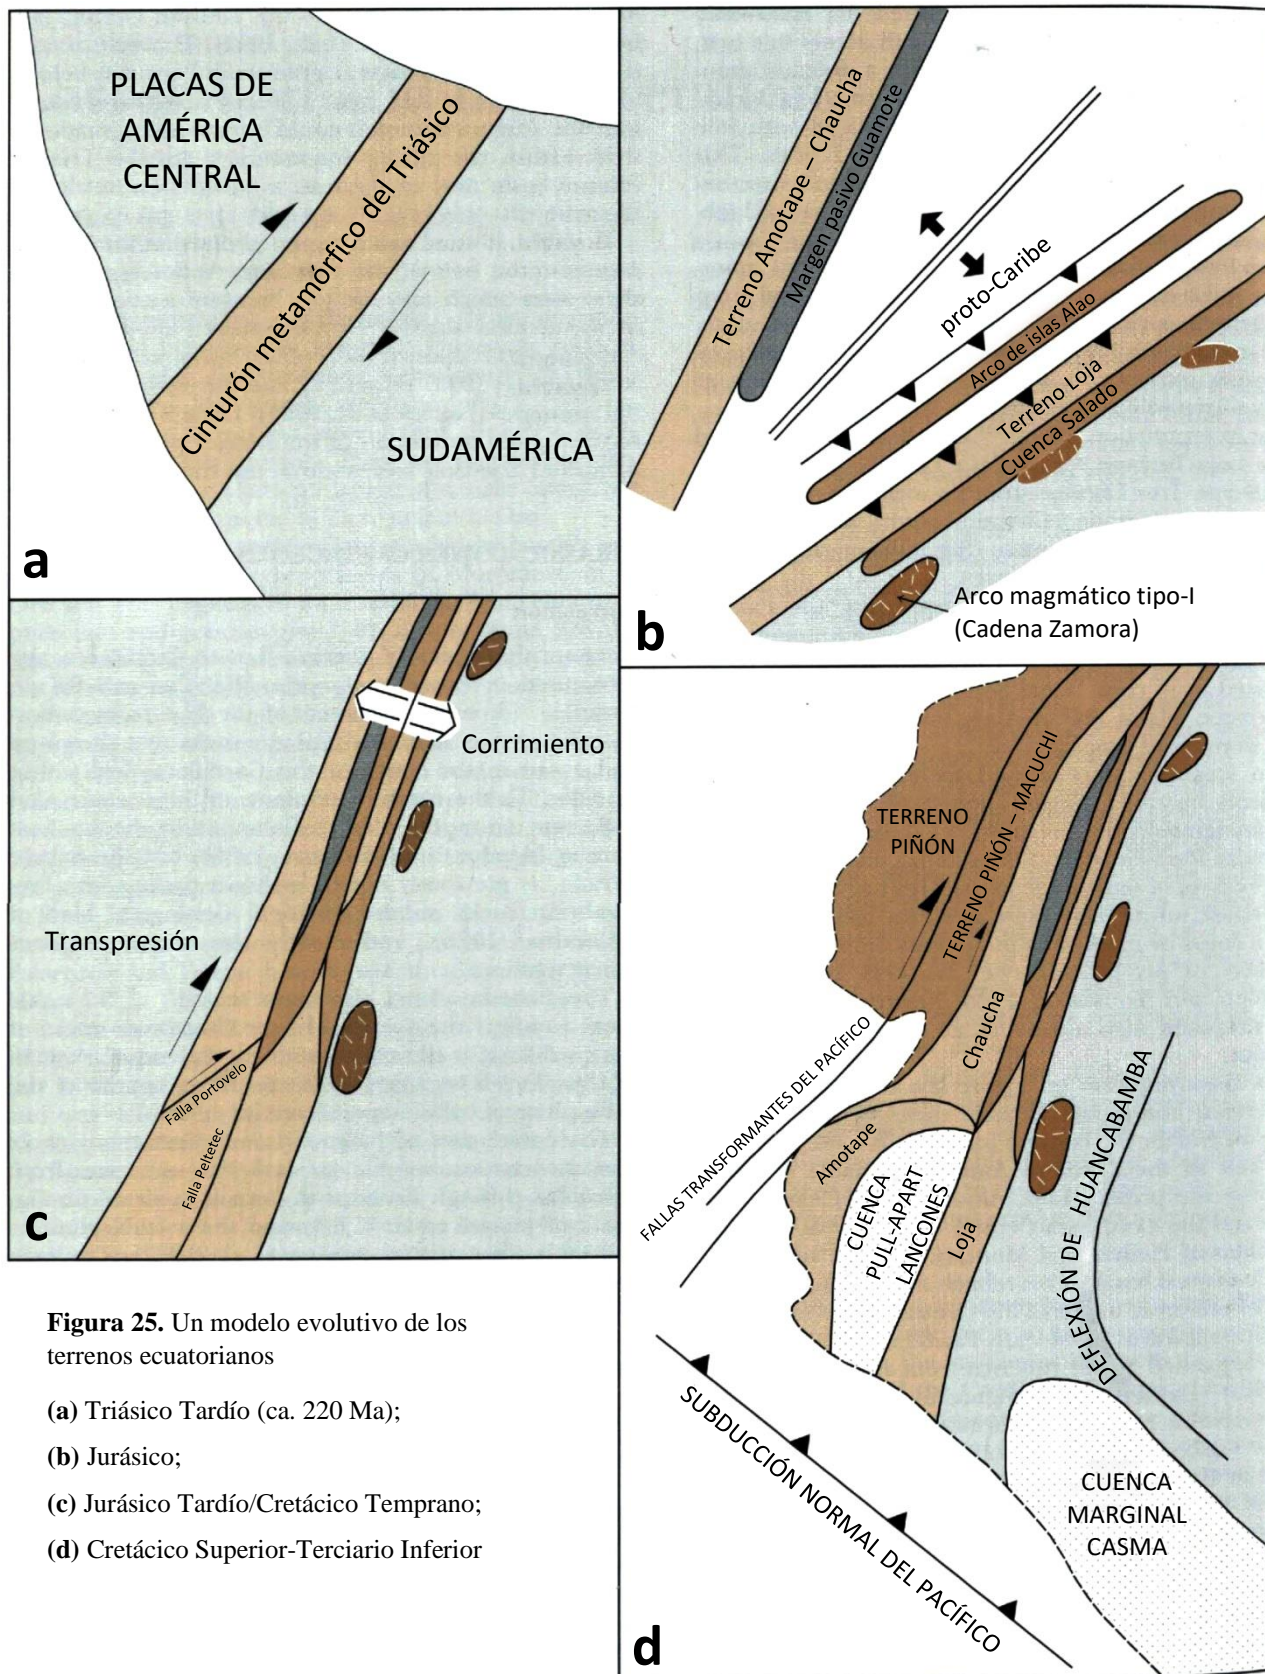 PLACAS DE
AMÉRICA
CENTRAL
Cinturón metamórfico del Triásico
SUDAMÉRICA
a
Terreno Amotape – Chaucha
Margen pasivo Guamote
proto-Caribe
Arco de islas Alao
Terreno Loja
Cuenca Salado
Arco magmático tipo-I
(Cadena Zamora)
b
Corrimiento
Transpresión
Falla Portovelo
Falla Peltetec
c
TERRENO
PIÑÓN
TERRENO PIÑÓN – MACUCHI
Chaucha
FALLAS TRANSFORMANTES DEL PACÍFICO
Amotape
CUENCA
PULL-APART
LANCONES
Loja
DEFLEXIÓN DE HUANCABAMBA
SUBDUCCIÓN NORMAL DEL PACÍFICO
CUENCA
MARGINAL
CASMA
d
Figura 25. Un modelo evolutivo de los
terrenos ecuatorianos
(a) Triásico Tardío (ca. 220 Ma);
(b) Jurásico;
(c) Jurásico Tardío/Cretácico Temprano;
(d) Cretácico Superior-Terciario Inferior